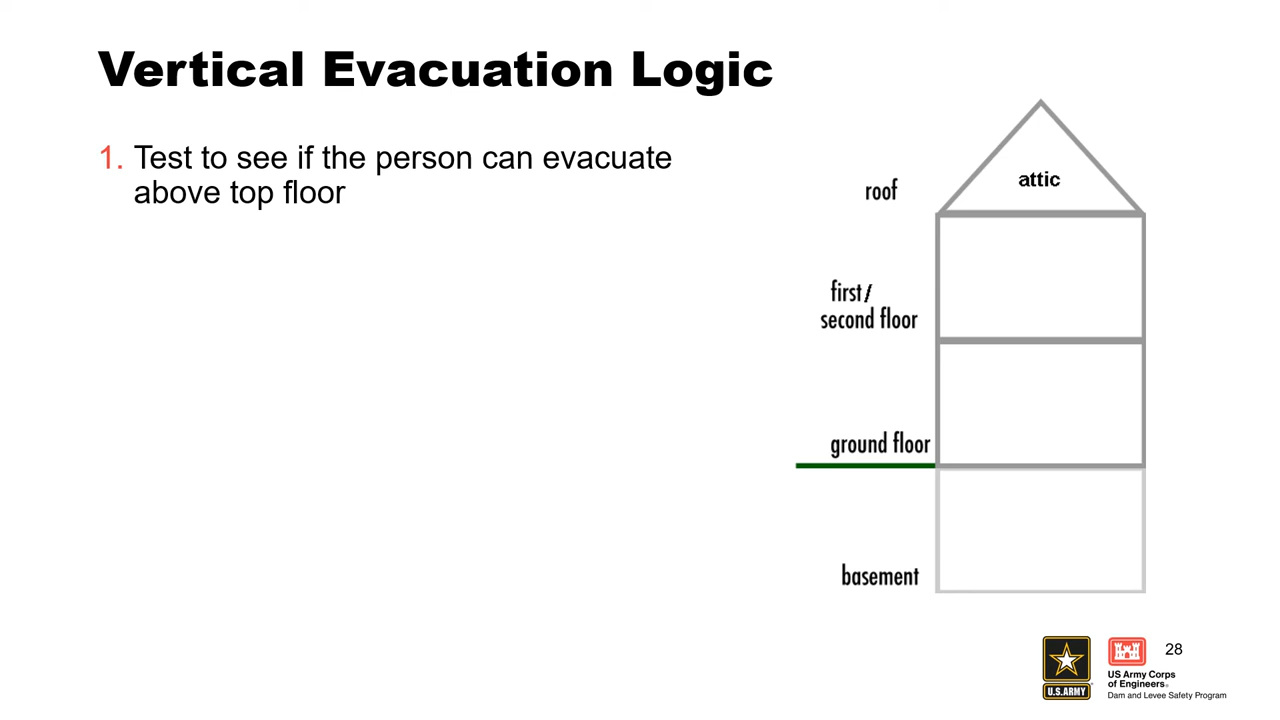 Vertical Evacuation Logic
1. Test to see if the person can evacuate
above top floor
attic
roof
first/
second floor
ground floor
basement
28
U.S.ARMY
US Army Corps
of Engineers®
Dam and Levee Safety Program